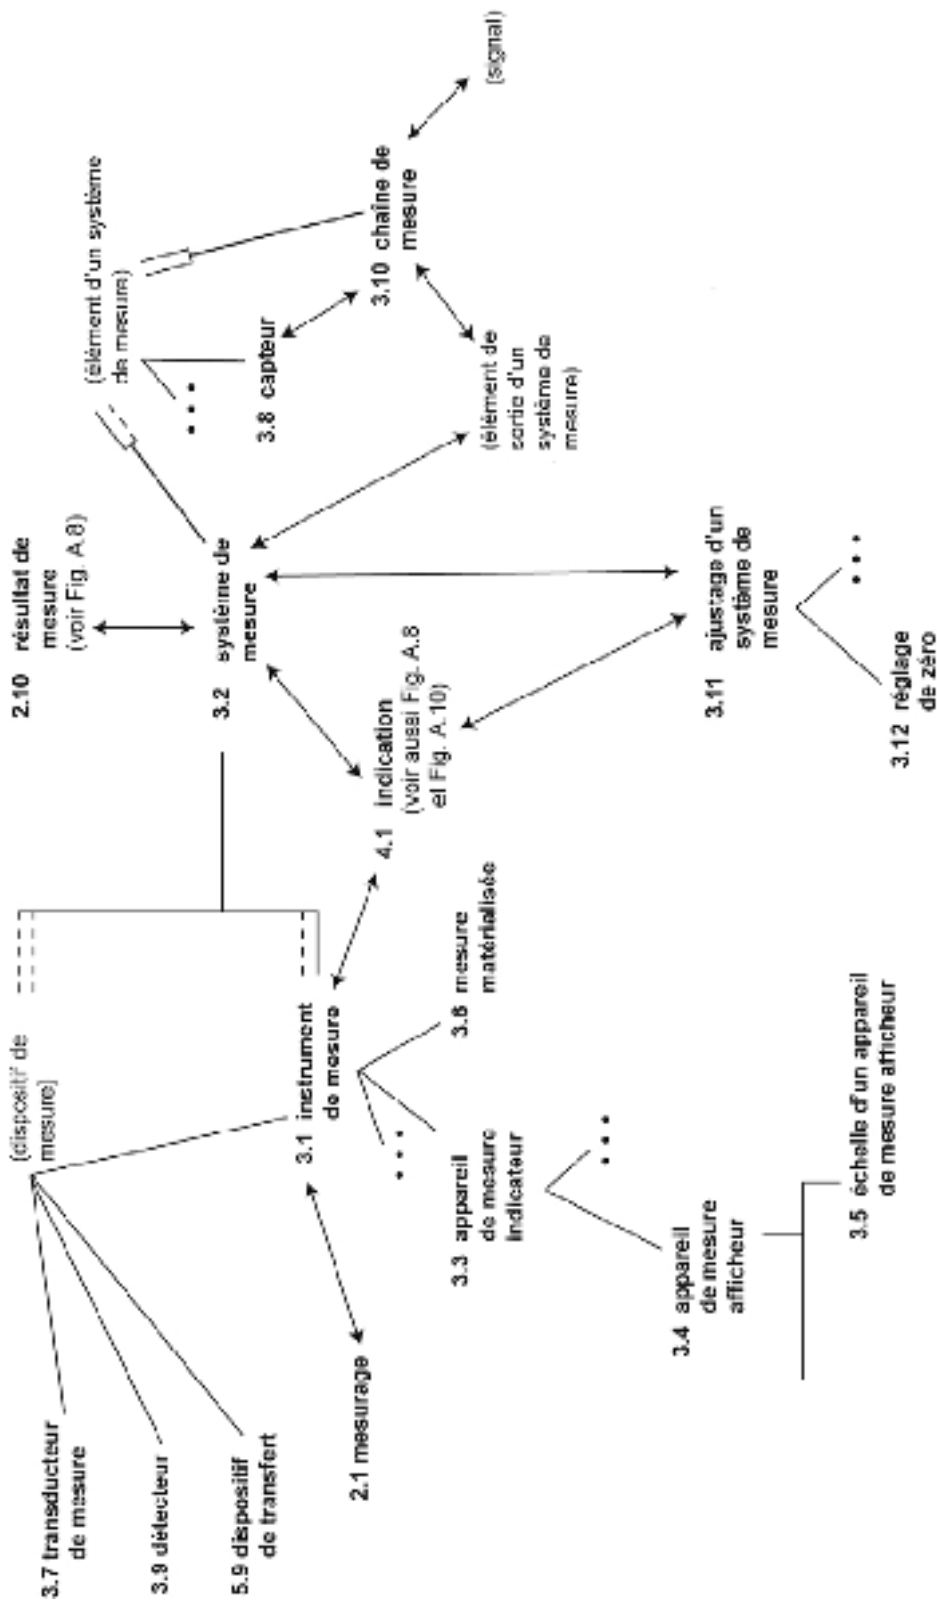 2.10 résultat de
mesure
(voir Fig. A.8)
(élément d'un système
de mesure)
(dispositif de
mesure)
3.7 transducteur
de mesure
3.9 détecteur
5.9 dispositif
de transfert
3.2 système de
mesure
3.8 capteur
3.10 chaîne de
mesure
(signal)
3.1 instrument
de mesure
2.1 mesurage
4.1 indication
(voir aussi Fig. A.8
et Fig. A.10)
(élément de
sortie d'un
système de
mesure)
3.3 appareil
de mesure
indicateur
3.6 mesure
matérialisée
3.11 ajustage d'un
système de
mesure
3.4 appareil
de mesure
afficheur
3.12 réglage
de zéro
3.5 échelle d'un appareil
de mesure afficheur